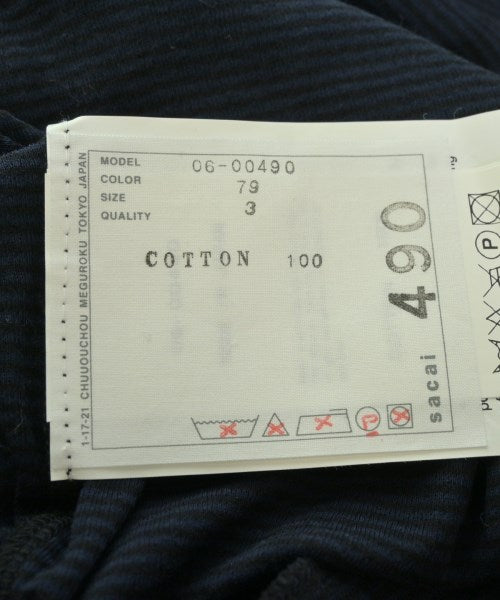 MODEL 06-00490
COLOR 79
SIZE 3
QUALITY
COTTON 100
sacai 490
1-17-21 CHUUOUCHOU MEGUROKU TOKYO JAPAN
P